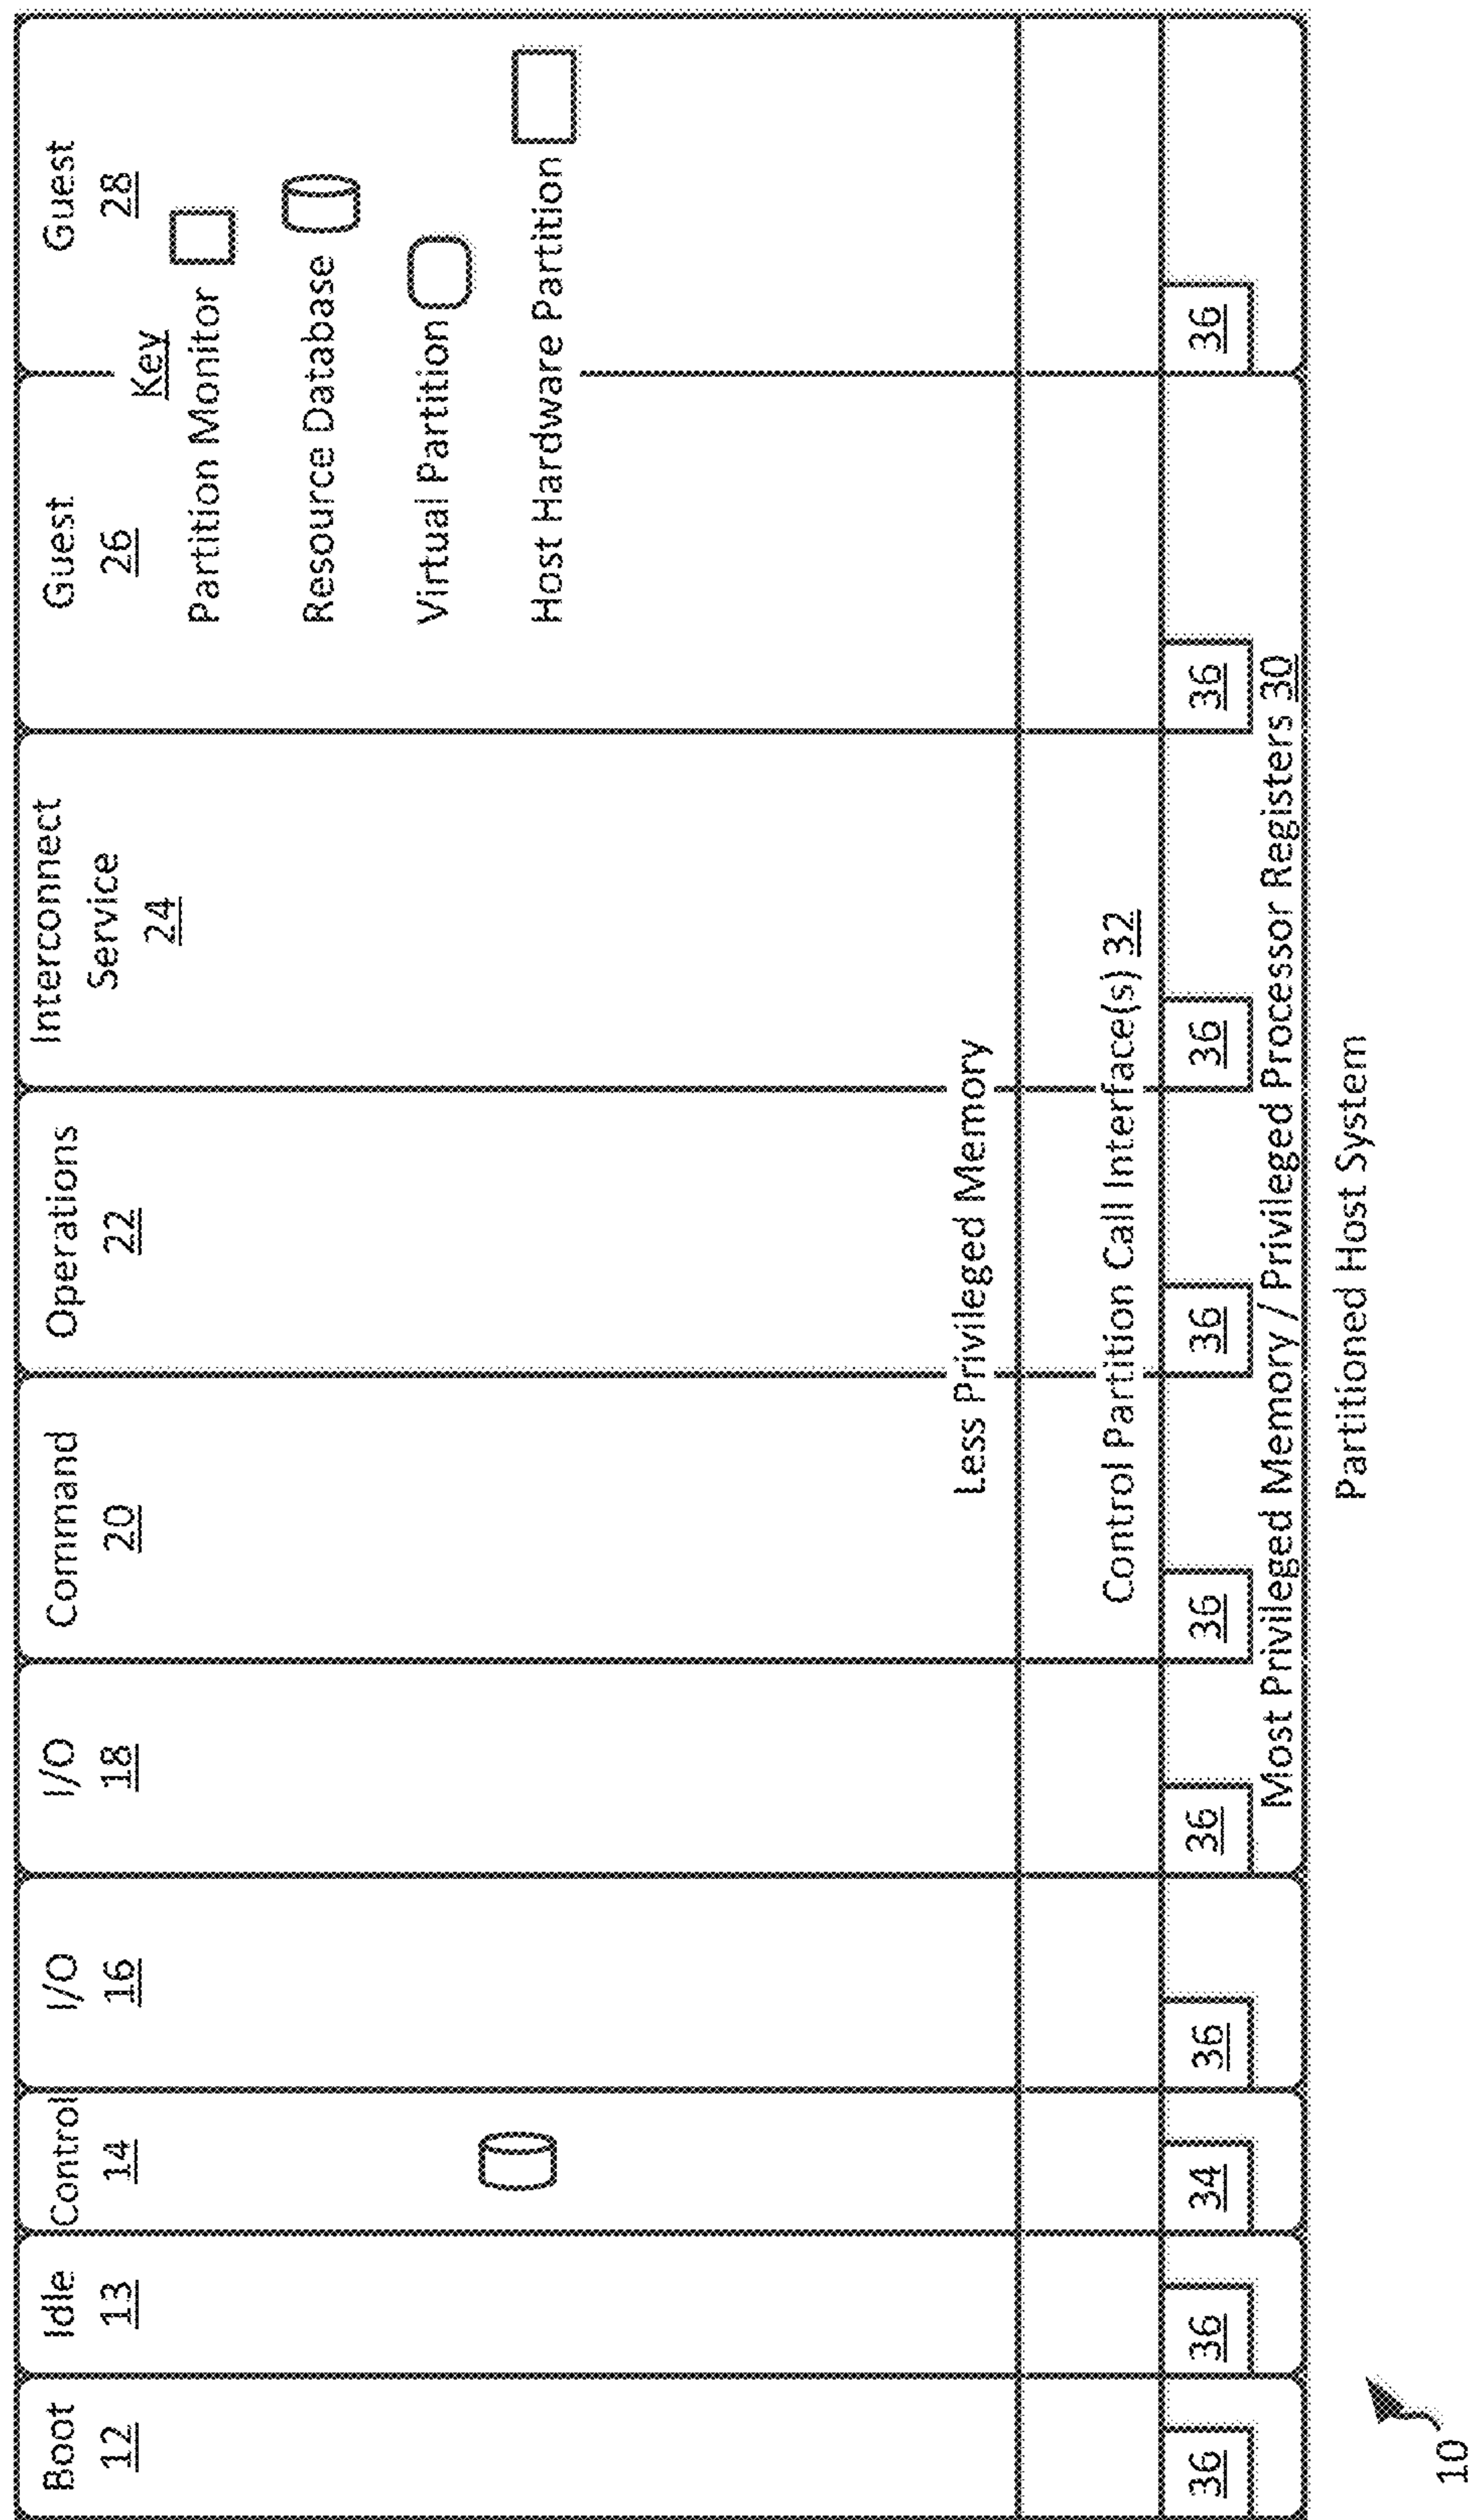 Boot
12
Idle
13
Control
14
I/O
16
I/O
18
Command
20
Operations
22
Interconnect
Service
24
Guest
26
Guest
28
Key
Partition Monitor
Resource Database
Virtual Partition
Host Hardware Partition
Less Privileged Memory
Control Partition Call Interface(s) 32
36
36
34
36
36
36
36
36
36
36
Most Privileged Memory / Privileged Processor Registers 30
Partitioned Host System
10